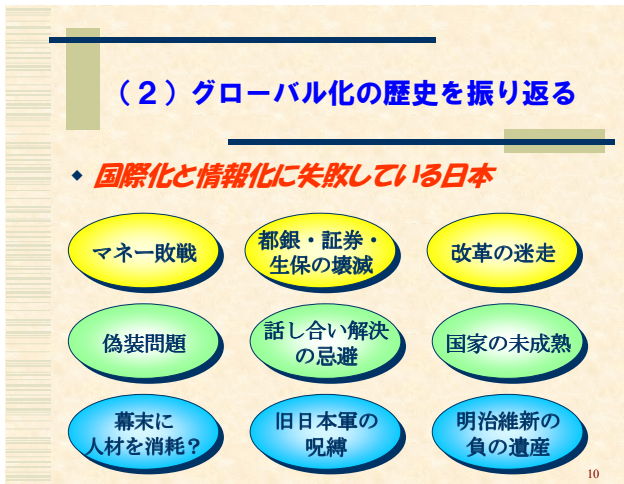 （２）グローバル化の歴史を振り返る
国際化と情報化に失敗している日本
マネー敗戦
都銀・証券・
生保の壊滅
改革の迷走
偽装問題
話し合い解決
の忌避
国家の未成熟
幕末に
人材を消耗？
旧日本軍の
呪縛
明治維新の
負の遺産
10